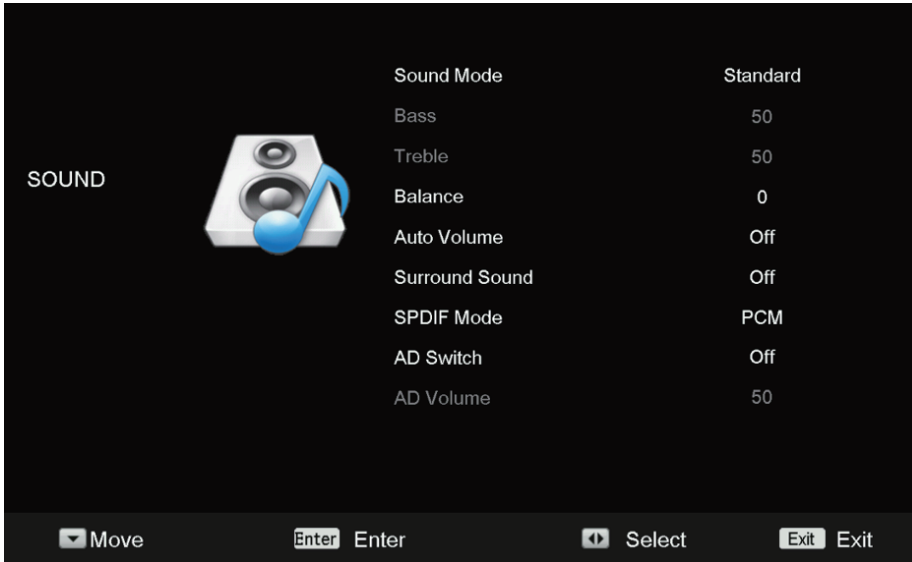 Sound Mode Standard
Bass 50
Treble 50
SOUND
Balance 0
Auto Volume Off
Surround Sound Off
SPDIF Mode PCM
AD Switch Off
AD Volume 50
Move Enter Enter Select Exit Exit